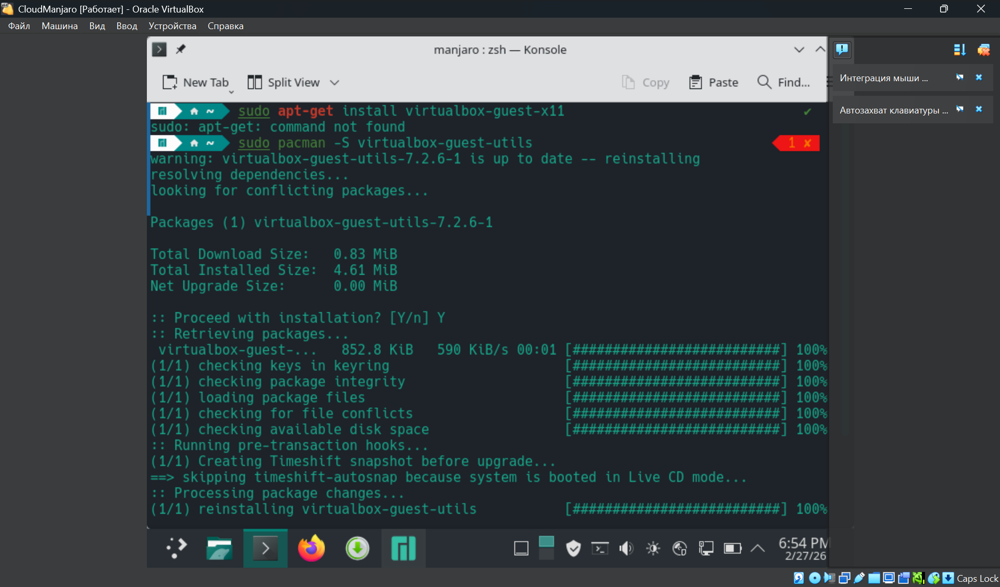 CloudManjaro [Работает] - Oracle VirtualBox
Файл Машина Вид Ввод Устройства Справка
manjaro : zsh — Konsole
New Tab Split View Copy Paste Find...
Интеграция мыши ...
Автозахват клавиатуры ...
~ sudo apt-get install virtualbox-guest-x11 ✔
sudo: apt-get: command not found
~ sudo pacman -S virtualbox-guest-utils 1 ✘
warning: virtualbox-guest-utils-7.2.6-1 is up to date -- reinstalling
resolving dependencies...
looking for conflicting packages...
Packages (1) virtualbox-guest-utils-7.2.6-1
Total Download Size: 0.83 MiB
Total Installed Size: 4.61 MiB
Net Upgrade Size: 0.00 MiB
:: Proceed with installation? [Y/n] Y
:: Retrieving packages...
virtualbox-guest-... 852.8 KiB 590 KiB/s 00:01 [##########################] 100%
(1/1) checking keys in keyring [##########################] 100%
(1/1) checking package integrity [##########################] 100%
(1/1) loading package files [##########################] 100%
(1/1) checking for file conflicts [##########################] 100%
(1/1) checking available disk space [##########################] 100%
:: Running pre-transaction hooks...
(1/1) Creating Timeshift snapshot before upgrade...
==> skipping timeshift-autosnap because system is booted in Live CD mode...
:: Processing package changes...
(1/1) reinstalling virtualbox-guest-utils [##########################] 100%
6:54 PM
2/27/26
Caps Lock